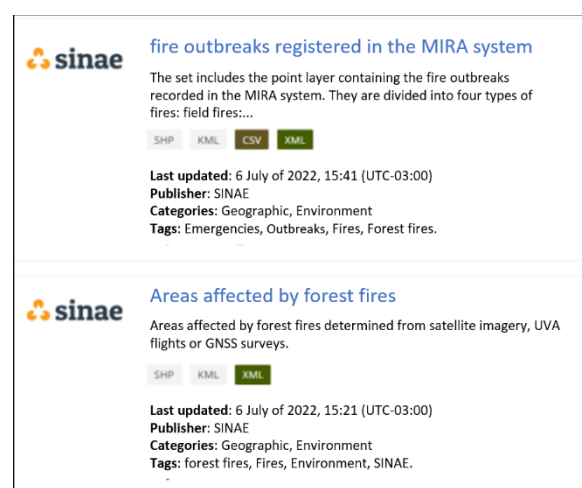 sinae
fire outbreaks registered in the MIRA system
The set includes the point layer containing the fire outbreaks
recorded in the MIRA system. They are divided into four types of
fires: field fires:...
SHP KML CSV XML
Last updated: 6 July of 2022, 15:41 (UTC-03:00)
Publisher: SINAE
Categories: Geographic, Environment
Tags: Emergencies, Outbreaks, Fires, Forest fires.
sinae
Areas affected by forest fires
Areas affected by forest fires determined from satellite imagery, UVA
flights or GNSS surveys.
SHP KML XML
Last updated: 6 July of 2022, 15:21 (UTC-03:00)
Publisher: SINAE
Categories: Geographic, Environment
Tags: forest fires, Fires, Environment, SINAE.